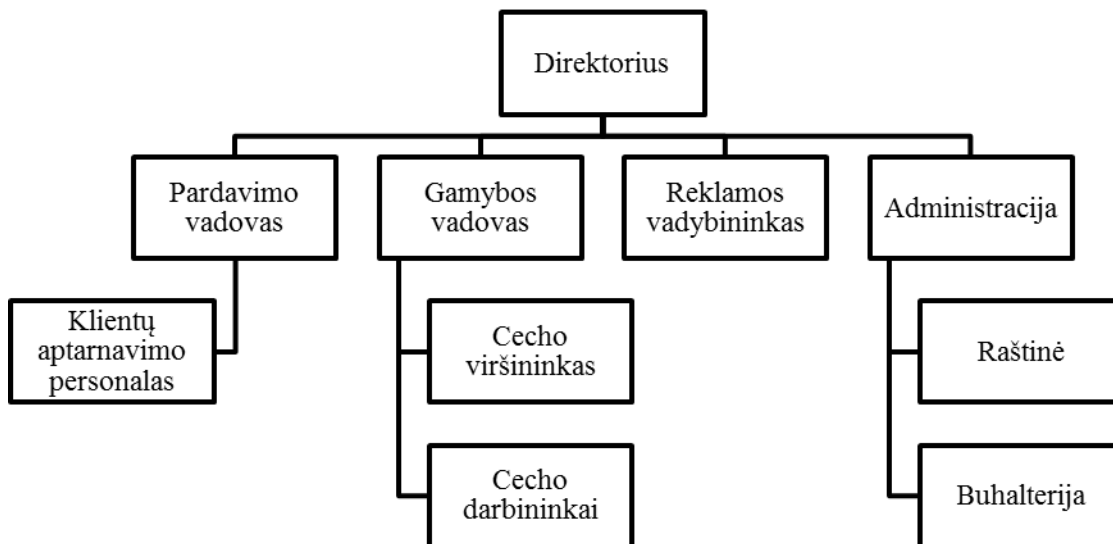 Direktorius
Pardavimo
vadovas
Gamybos
vadovas
Reklamos
vadybininkas
Administracija
Klientų
aptarnavimo
personalas
Cecho
viršininkas
Raštinė
Cecho
darbininkai
Buhalterija